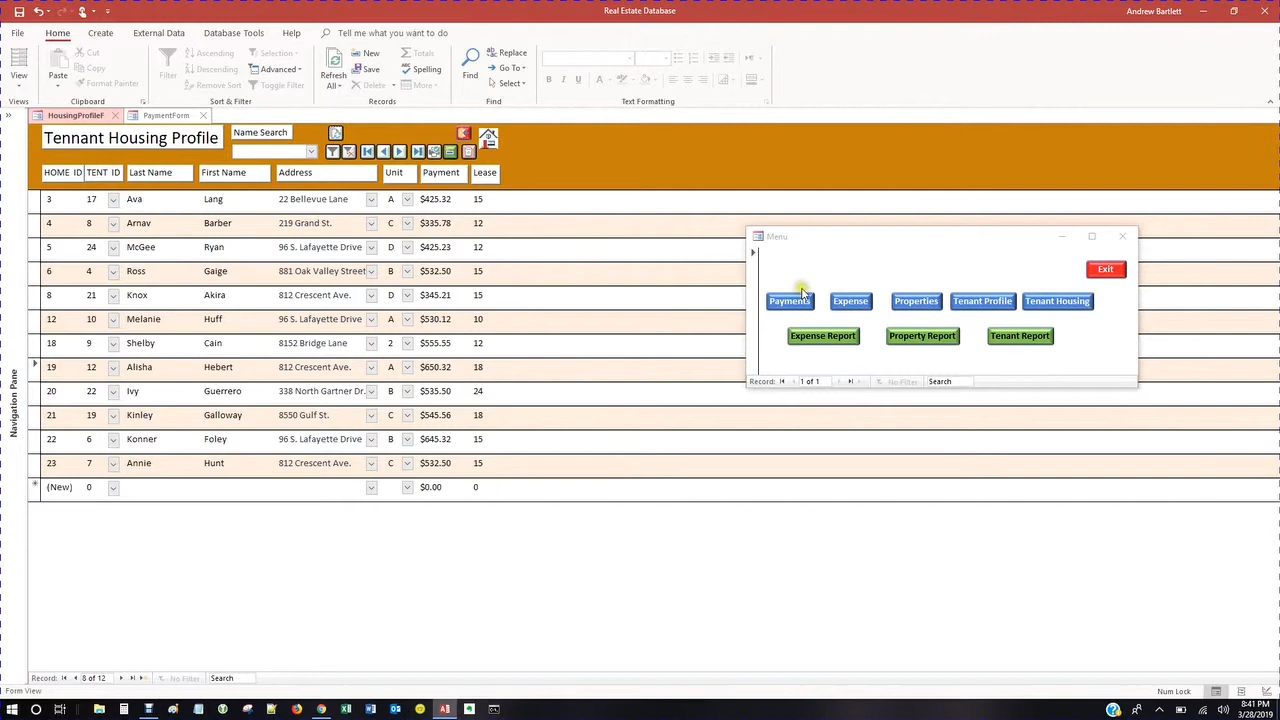 Real Estate Database
Andrew Bartlett
File Home Create External Data Database Tools Help Tell me what you want to do
View
Views
Paste
Cut
Copy
Format Painter
Clipboard
Filter
Ascending
Descending
Remove Sort
Selection
Advanced
Toggle Filter
Sort & Filter
Refresh All
New
Save
Delete
Totals
Spelling
More
Records
Find
Replace
Go To
Select
Find
B I U A
Text Formatting
HousingProfileF PaymentForm
Tennant Housing Profile Name Search
HOME ID TENT ID Last Name First Name Address Unit Payment Lease
3 17 Ava Lang 22 Bellevue Lane A $425.32 15
4 8 Arnav Barber 219 Grand St. C $335.78 12
5 24 McGee Ryan 96 S. Lafayette Drive D $425.23 12
6 4 Ross Gaige 881 Oak Valley Street B $532.50 15
8 21 Knox Akira 812 Crescent Ave. D $345.21 15
12 10 Melanie Huff 96 S. Lafayette Drive A $530.12 10
18 9 Shelby Cain 8152 Bridge Lane 2 $555.55 12
19 12 Alisha Hebert 812 Crescent Ave. A $650.32 18
20 22 Ivy Guerrero 338 North Gartner Dr. B $535.50 24
21 19 Kinley Galloway 8550 Gulf St. C $545.56 18
22 6 Konner Foley 96 S. Lafayette Drive B $645.32 15
23 7 Annie Hunt 812 Crescent Ave. C $532.50 15
(New) 0 $0.00 0
Menu
Exit
Payments Expense Properties Tenant Profile Tenant Housing
Expense Report Property Report Tenant Report
Record: 1 of 1 No Filter Search
Navigation Pane
Record: 8 of 12 No Filter Search
Form View
Num Lock
8:41 PM
3/28/2019